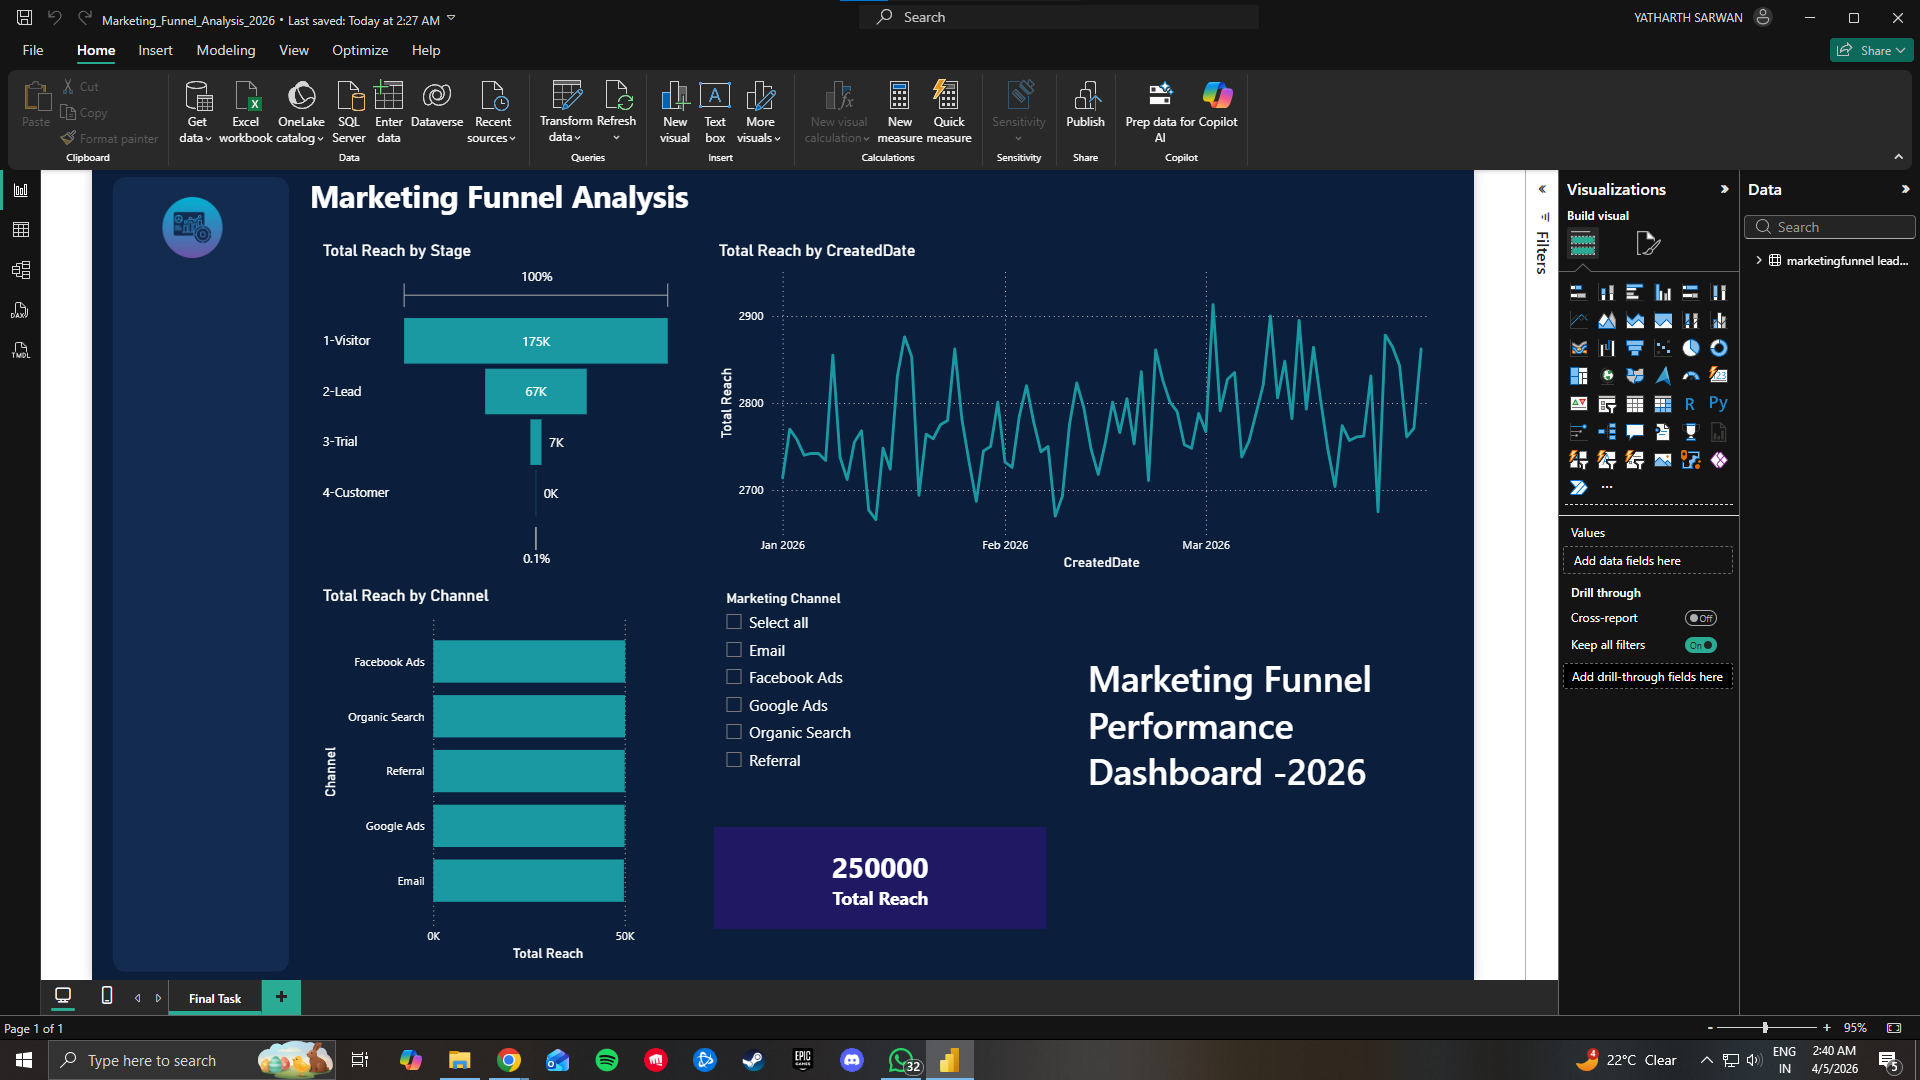 Marketing_Funnel_Analysis_2026 • Last saved: Today at 2:27 AM
Search
YATHARTH SARWAN
File
Home
Insert
Modeling
View
Optimize
Help
Share
Paste
Cut
Copy
Format painter
Clipboard
Get data
Excel workbook
OneLake catalog
SQL Server
Enter data
Dataverse
Recent sources
Data
Transform data
Refresh
Queries
New visual
Text box
More visuals
Insert
New visual calculation
New measure
Quick measure
Calculations
Sensitivity
Sensitivity
Publish
Share
Prep data for AI
Copilot
Copilot
DAX
TMDL
Marketing Funnel Analysis
Total Reach by Stage
100%
1-Visitor
175K
2-Lead
67K
3-Trial
7K
4-Customer
0K
0.1%
Total Reach by CreatedDate
Total Reach
2900
2800
2700
Jan 2026
Feb 2026
Mar 2026
CreatedDate
Total Reach by Channel
Channel
Facebook Ads
Organic Search
Referral
Google Ads
Email
0K
50K
Total Reach
Marketing Channel
Select all
Email
Facebook Ads
Google Ads
Organic Search
Referral
Marketing Funnel
Performance
Dashboard -2026
250000
Total Reach
Filters
Visualizations
Build visual
123
R
Py
Values
Add data fields here
Drill through
Cross-report
Off
Keep all filters
On
Add drill-through fields here
Data
Search
marketingfunnel lead...
Final Task
Page 1 of 1
- + 95%
Type here to search
EPIC GAMES
32
4
22°C Clear
ENG
IN
2:40 AM
4/5/2026
5